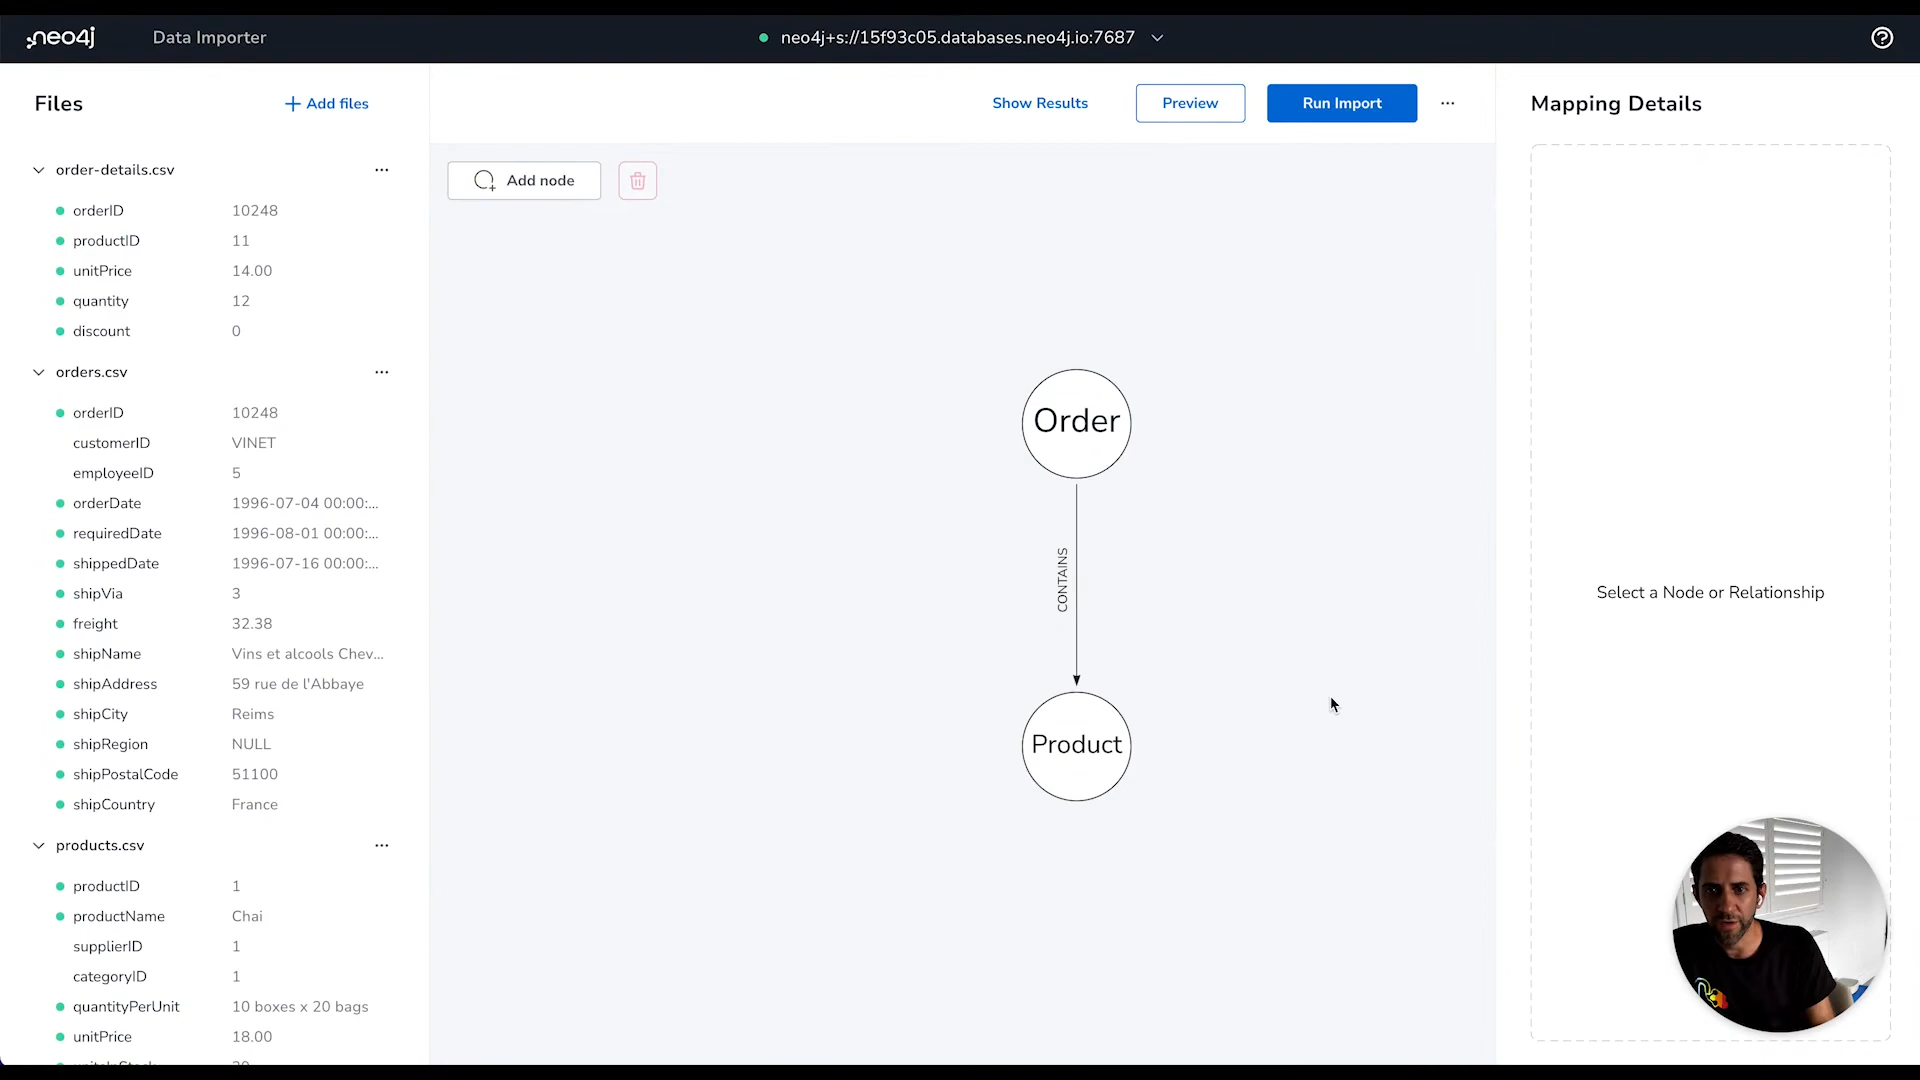 neo4j
Data Importer
neo4j+s://15f93c05.databases.neo4j.io:7687
Files
Add files
Show Results
Preview
Run Import
Mapping Details
order-details.csv
Add node
orderID 10248
productID 11
unitPrice 14.00
quantity 12
discount 0
orders.csv
orderID 10248
customerID VINET
employeeID 5
orderDate 1996-07-04 00:00:...
requiredDate 1996-08-01 00:00:...
shippedDate 1996-07-16 00:00:...
shipVia 3
freight 32.38
shipName Vins et alcools Chev...
shipAddress 59 rue de l'Abbaye
shipCity Reims
shipRegion NULL
shipPostalCode 51100
shipCountry France
products.csv
productID 1
productName Chai
supplierID 1
categoryID 1
quantityPerUnit 10 boxes x 20 bags
unitPrice 18.00
Order
CONTAINS
Product
Select a Node or Relationship